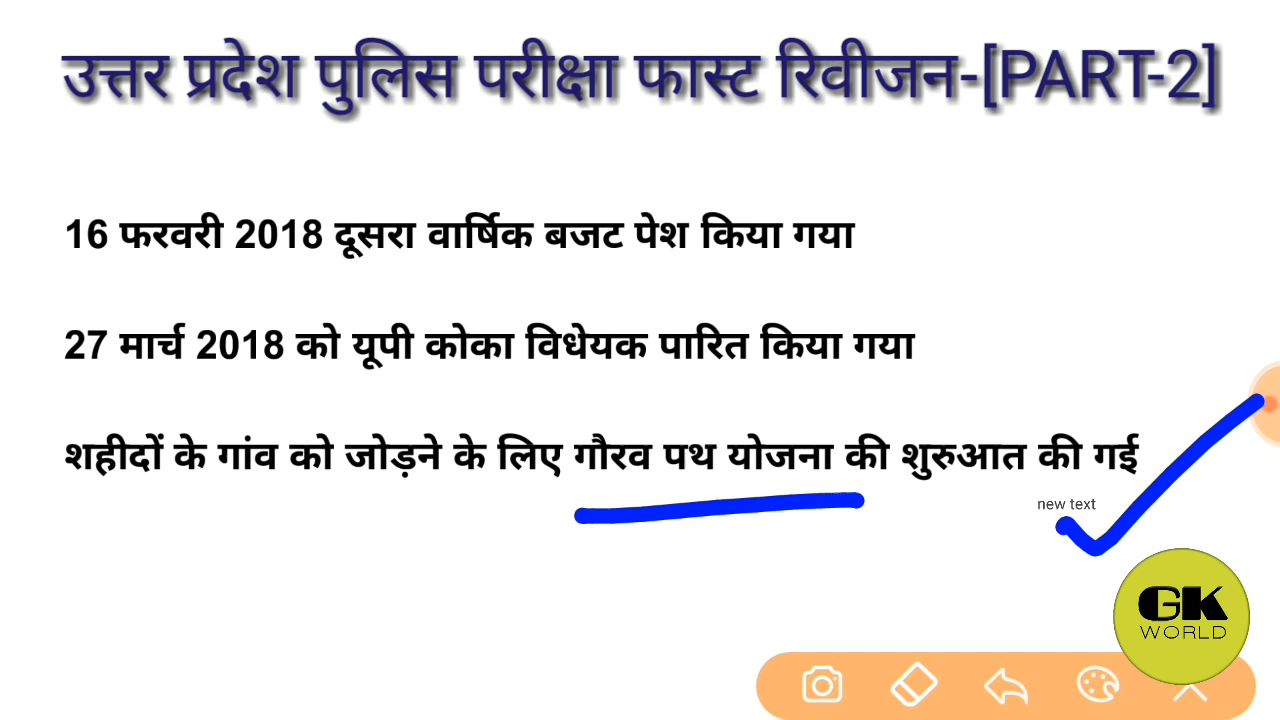 उत्तर प्रदेश पुलिस परीक्षा फास्ट रिवीजन-[PART-2]
16 फरवरी 2018 दूसरा वार्षिक बजट पेश किया गया
27 मार्च 2018 को यूपी कोका विधेयक पारित किया गया
शहीदों के गांव को जोड़ने के लिए गौरव पथ योजना की शुरुआत की गई
new text
GK
WORLD